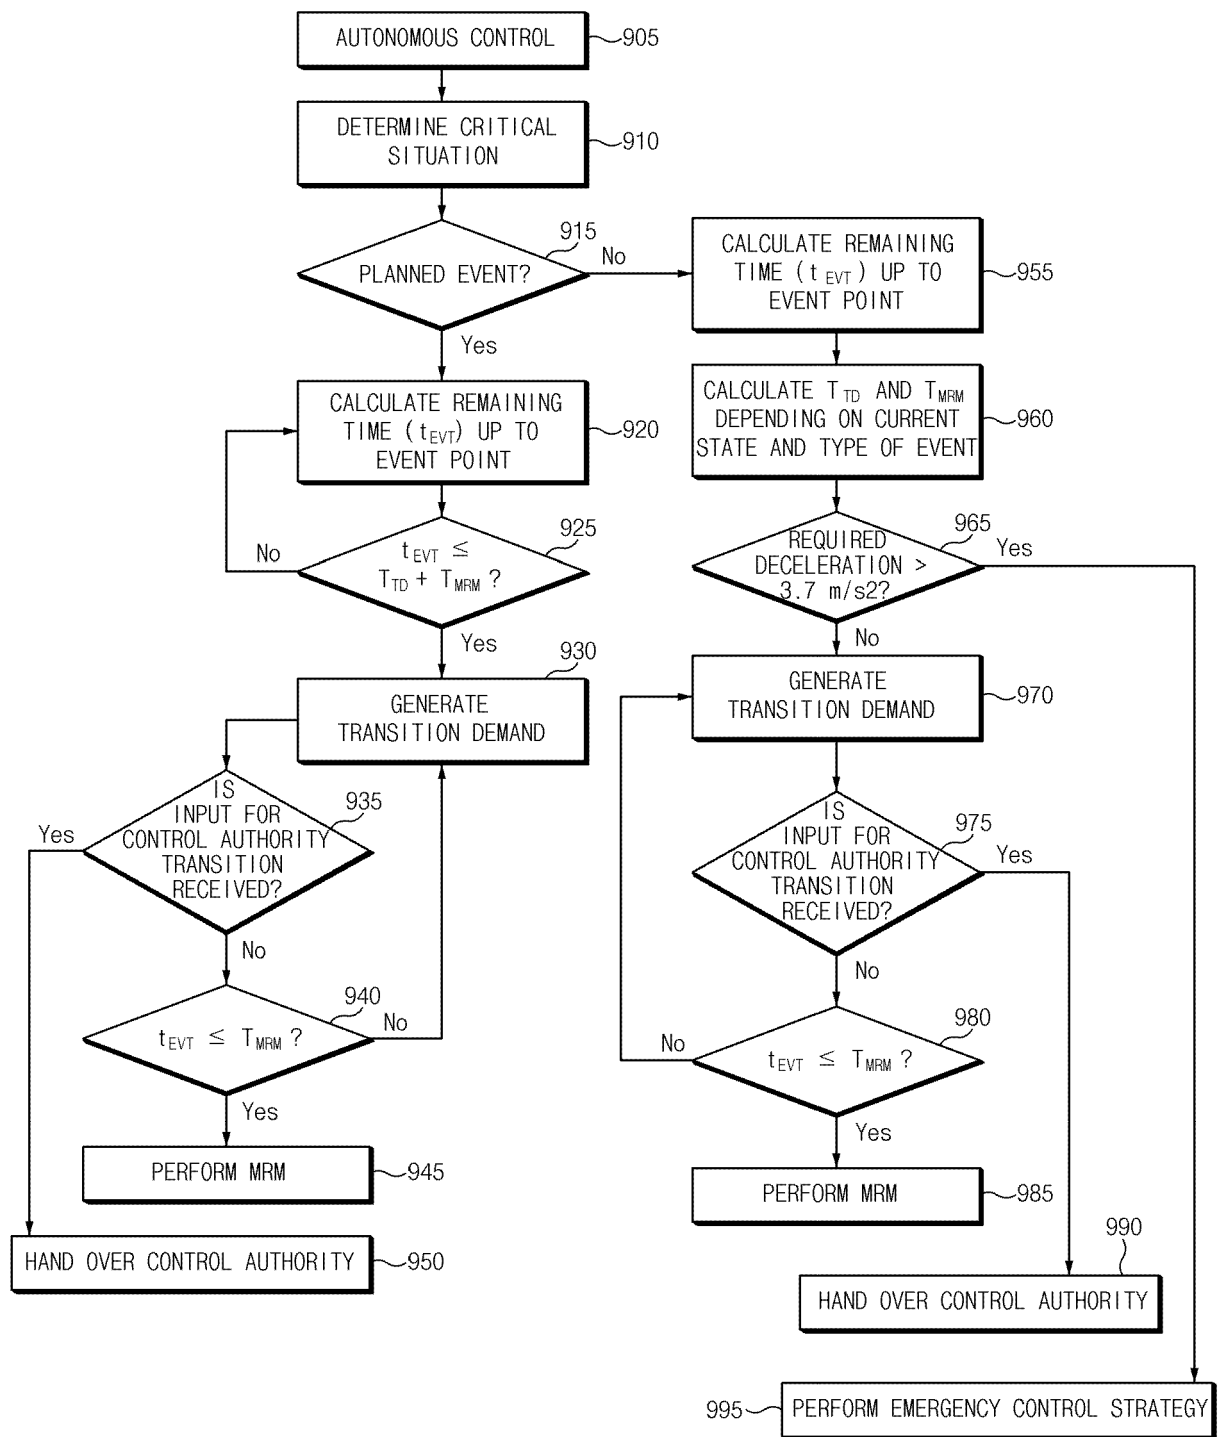 AUTONOMOUS CONTROL
905
DETERMINE CRITICAL
SITUATION
910
PLANNED EVENT?
915
No
Yes
CALCULATE REMAINING
TIME (tEVT) UP TO
EVENT POINT
920
tEVT ≤
TTD + TMRM ?
925
No
Yes
930
GENERATE
TRANSITION DEMAND
IS
INPUT FOR
CONTROL AUTHORITY
TRANSITION
RECEIVED?
935
Yes
No
tEVT ≤ TMRM ?
940
No
Yes
PERFORM MRM
945
HAND OVER CONTROL AUTHORITY
950
CALCULATE REMAINING
TIME (tEVT) UP TO
EVENT POINT
955
CALCULATE TTD AND TMRM
DEPENDING ON CURRENT
STATE AND TYPE OF EVENT
960
REQUIRED
DECELERATION >
3.7 m/s2?
965
Yes
No
GENERATE
TRANSITION DEMAND
970
IS
INPUT FOR
CONTROL AUTHORITY
TRANSITION
RECEIVED?
975
Yes
No
tEVT ≤ TMRM ?
980
No
Yes
PERFORM MRM
985
990
HAND OVER CONTROL AUTHORITY
995
PERFORM EMERGENCY CONTROL STRATEGY